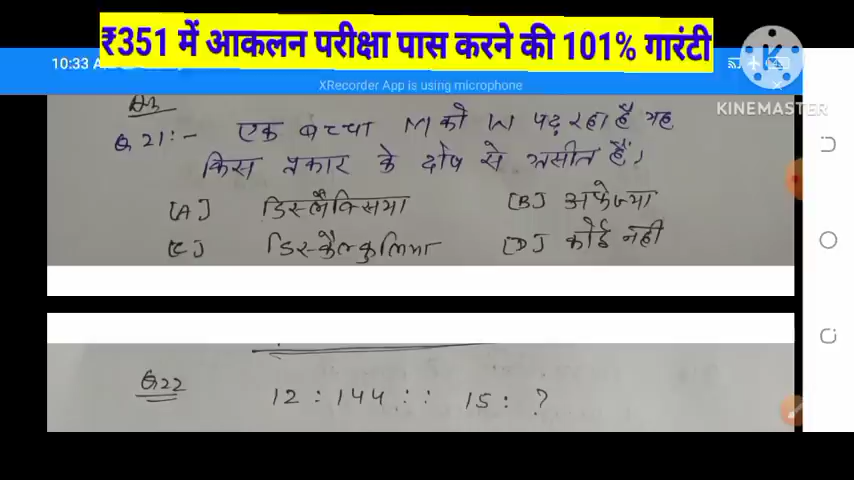 ₹351 में आकलन परीक्षा पास करने की 101% गारंटी
10:33 A
XRecorder App is using microphone
KINEMASTER
Q 21:- एक बच्चा M को W पढ़ रहा है यह
किस प्रकार के दोष से ग्रसीत है।
[A] डिस्लैक्सिया [B] अफेज्या
[C] डिस्कैल्कुलिया [D] कोई नही
Q.22
12 : 144 : : 15 : ?